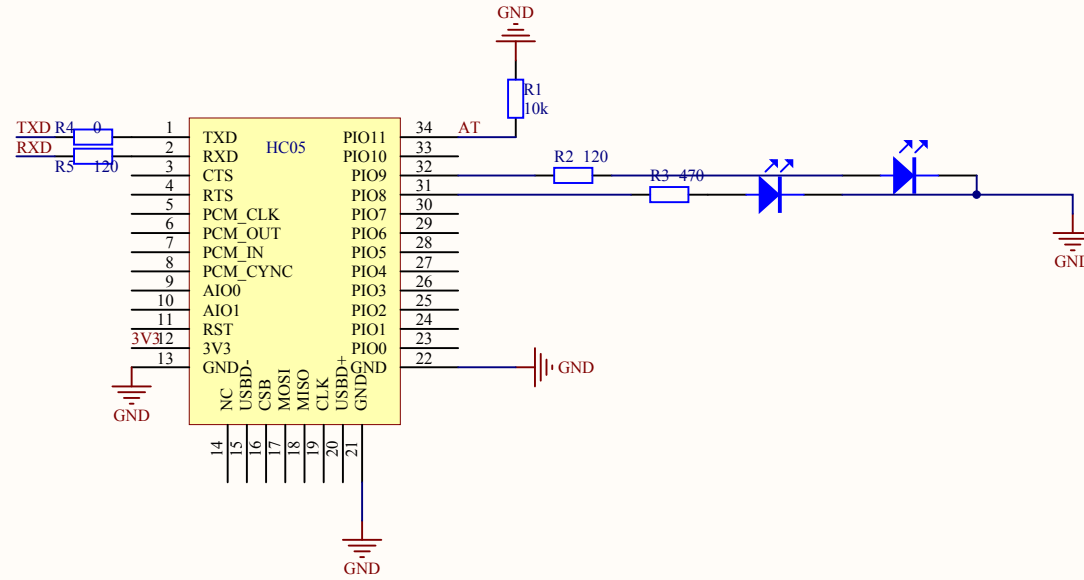 GND
R1
10k
TXD R4 0
RXD
R5 120
HC05
1 TXD
2 RXD
3 CTS
4 RTS
5 PCM_CLK
6 PCM_OUT
7 PCM_IN
8 PCM_CYNC
9 AIO0
10 AIO1
11 RST
3V3 12 3V3
13 GND
GND
PIO11 34 AT
PIO10 33
PIO9 32
PIO8 31
PIO7 30
PIO6 29
PIO5 28
PIO4 27
PIO3 26
PIO2 25
PIO1 24
PIO0 23
GND 22
GND
R2 120
R3 470
GND
NC 14
USBD- 15
CSB 16
MOSI 17
MISO 18
CLK 19
USBD+ 20
GND 21
GND